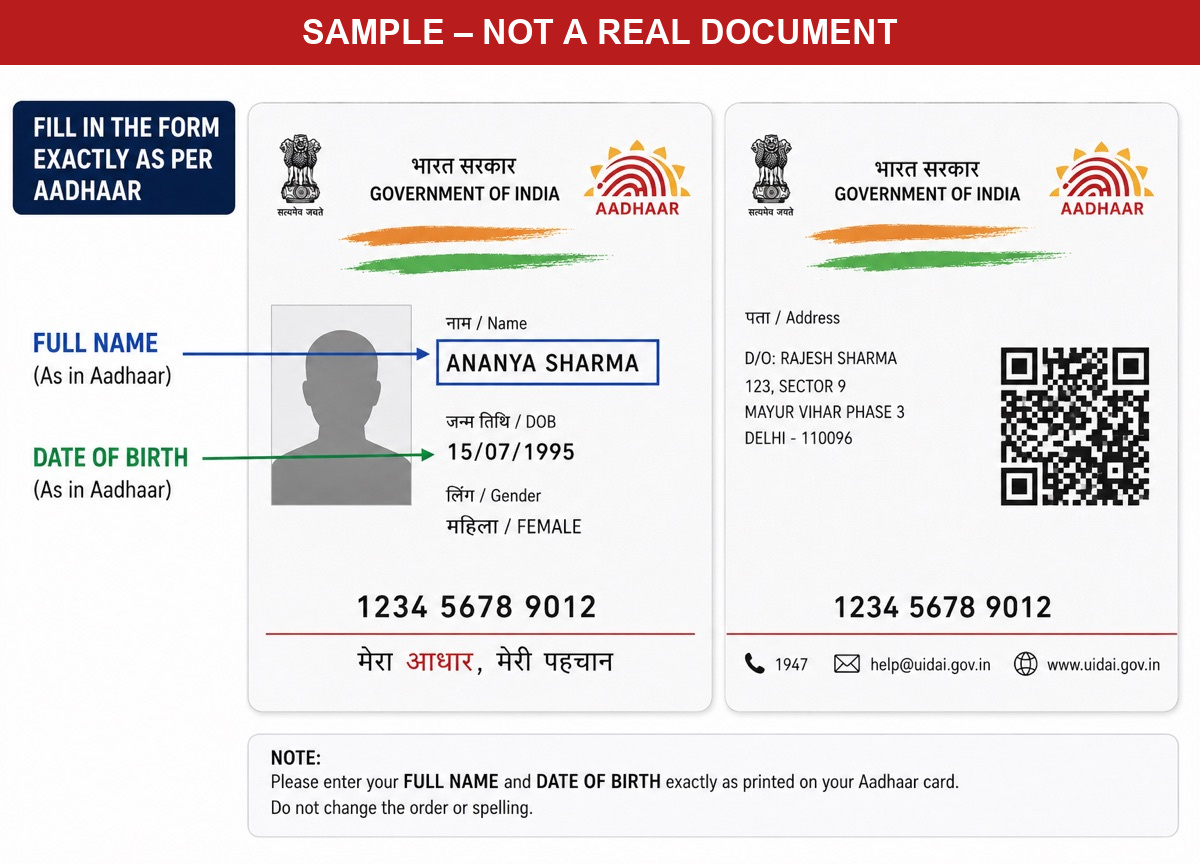 SAMPLE – NOT A REAL DOCUMENT
FILL IN THE FORM
EXACTLY AS PER
AADHAAR
FULL NAME
(As in Aadhaar)
DATE OF BIRTH
(As in Aadhaar)
सत्यमेव जयते
भारत सरकार
GOVERNMENT OF INDIA
AADHAAR
नाम / Name
ANANYA SHARMA
जन्म तिथि / DOB
15/07/1995
लिंग / Gender
महिला / FEMALE
1234 5678 9012
मेरा आधार, मेरी पहचान
सत्यमेव जयते
भारत सरकार
GOVERNMENT OF INDIA
AADHAAR
पता / Address
D/O: RAJESH SHARMA
123, SECTOR 9
MAYUR VIHAR PHASE 3
DELHI - 110096
1234 5678 9012
1947 help@uidai.gov.in www.uidai.gov.in
NOTE:
Please enter your FULL NAME and DATE OF BIRTH exactly as printed on your Aadhaar card.
Do not change the order or spelling.